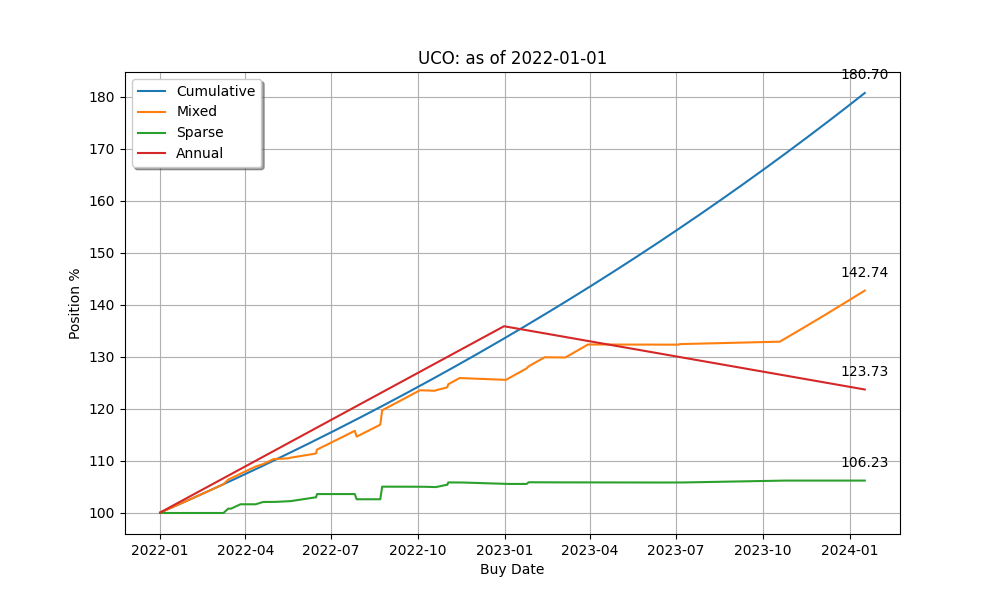 UCO: as of 2022-01-01
180.70
Cumulative
Mixed
Sparse
Annual
180
170
160
150
142.74
140
130
123.73
120
110
106.23
100
Position %
2022-01 2022-04 2022-07 2022-10 2023-01 2023-04 2023-07 2023-10 2024-01
Buy Date